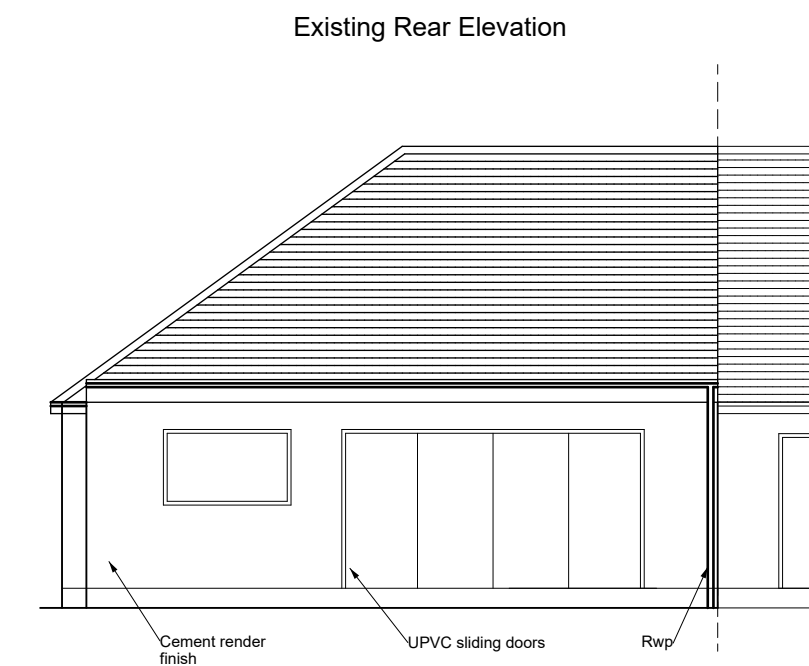 Existing Rear Elevation
Cement render
finish
UPVC sliding doors
Rwp